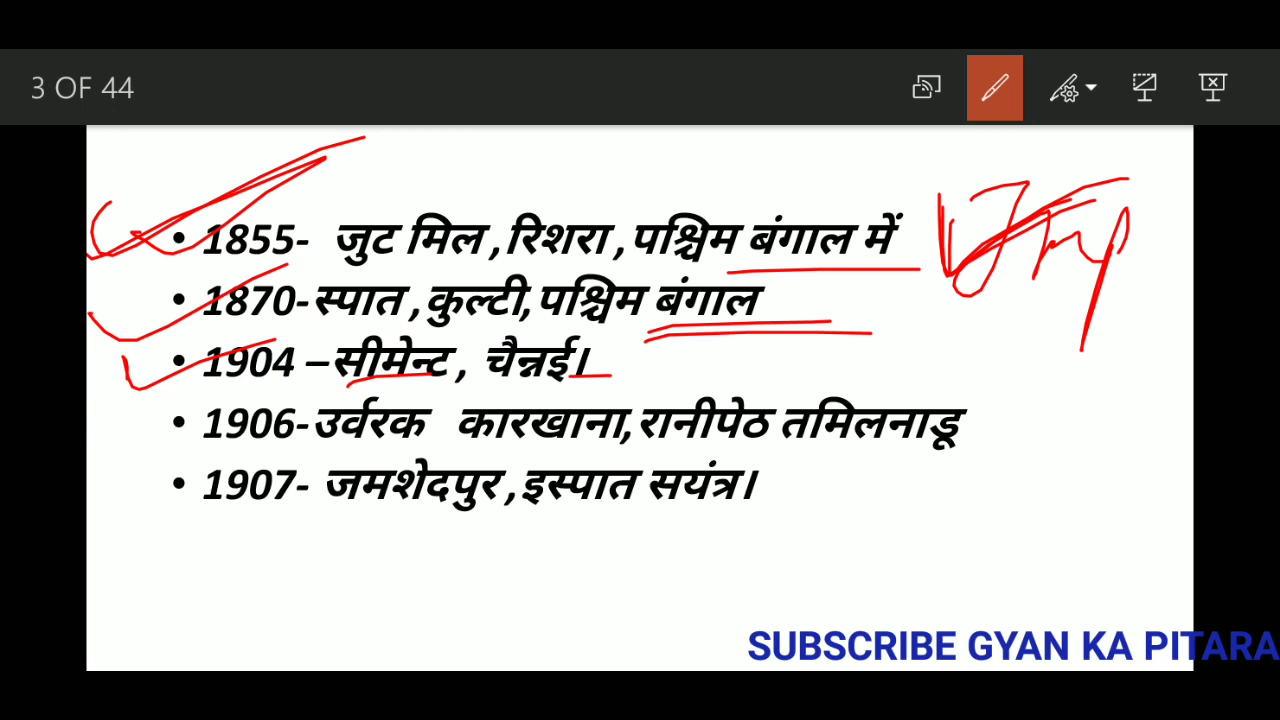 3 OF 44
• 1855- जुट मिल ,रिशरा ,पश्चिम बंगाल में
• 1870-स्पात ,कुल्टी,पश्चिम बंगाल
• 1904 –सीमेन्ट , चैन्नई।
• 1906-उर्वरक कारखाना,रानीपेठ तमिलनाडू
• 1907- जमशेदपुर ,इस्पात सयंत्र।
SUBSCRIBE GYAN KA PITARA